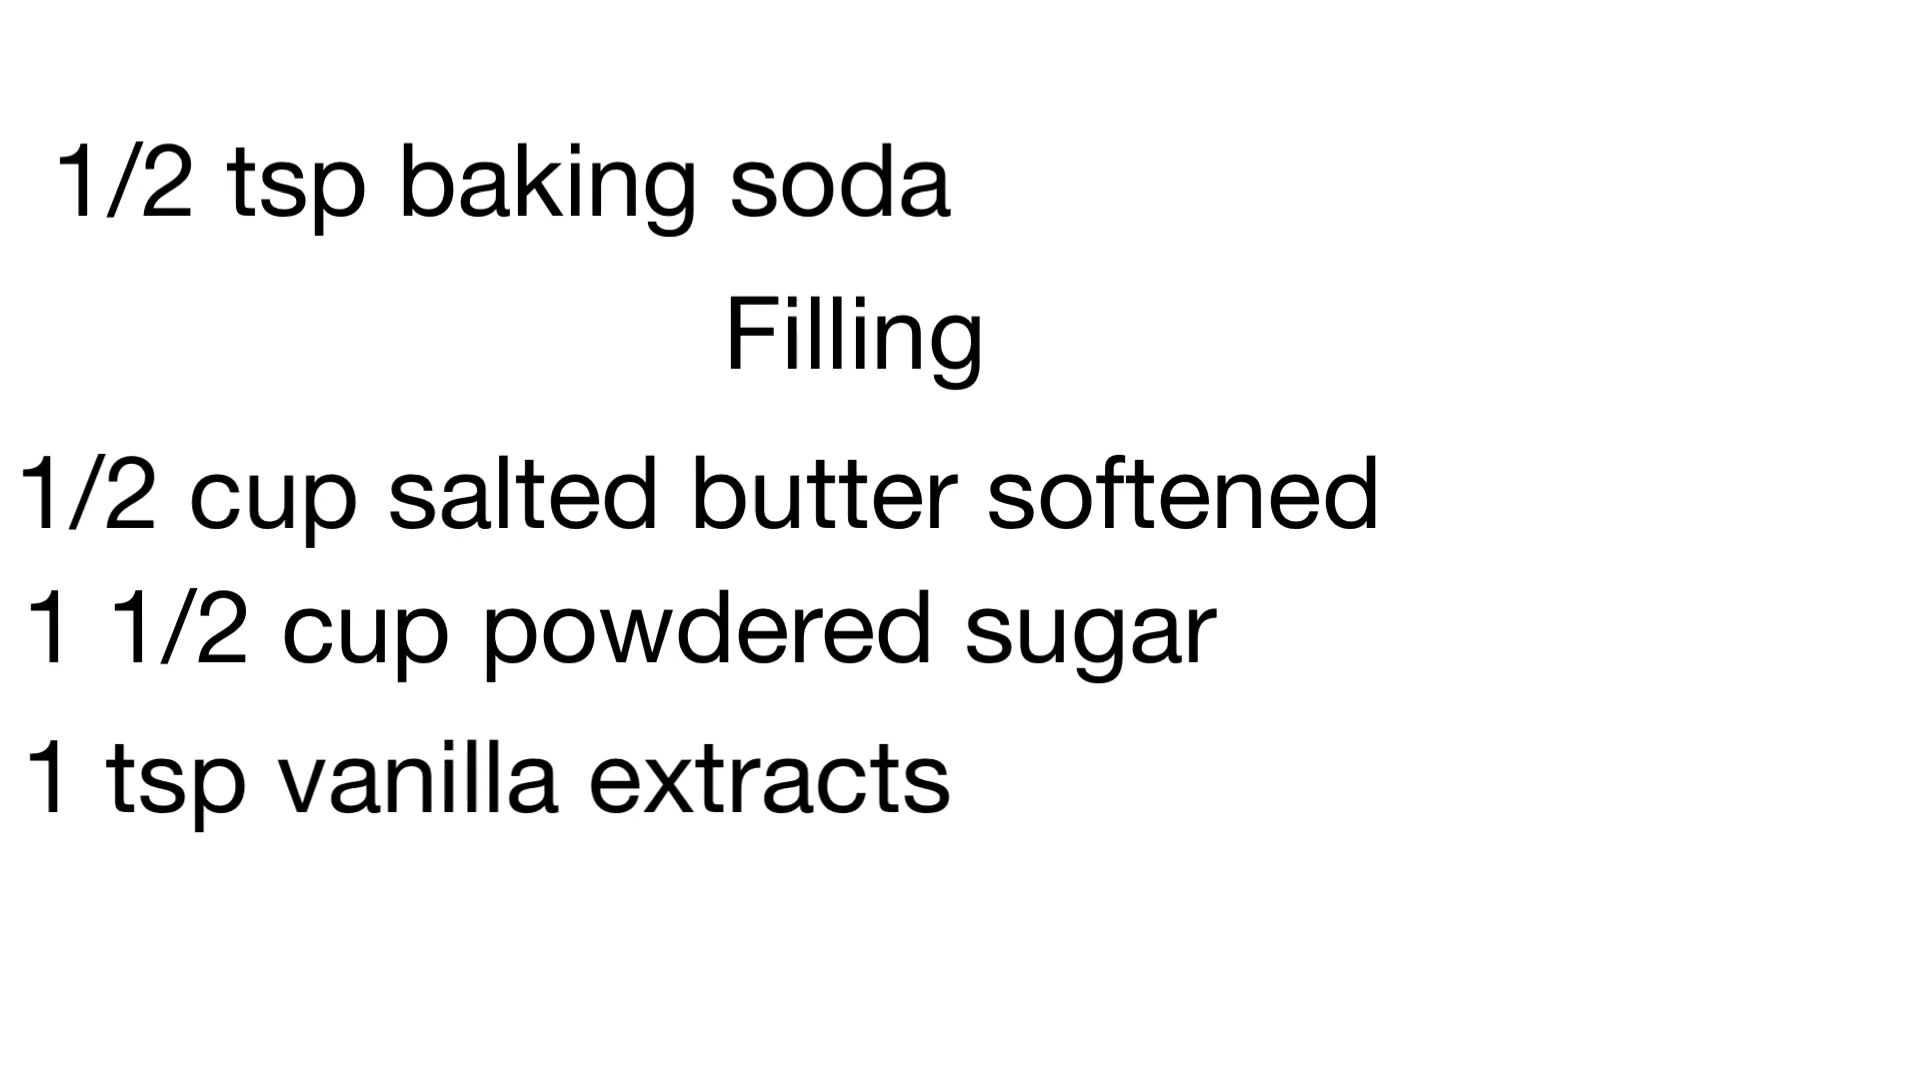 1/2 tsp baking soda
Filling
1/2 cup salted butter softened
1 1/2 cup powdered sugar
1 tsp vanilla extracts